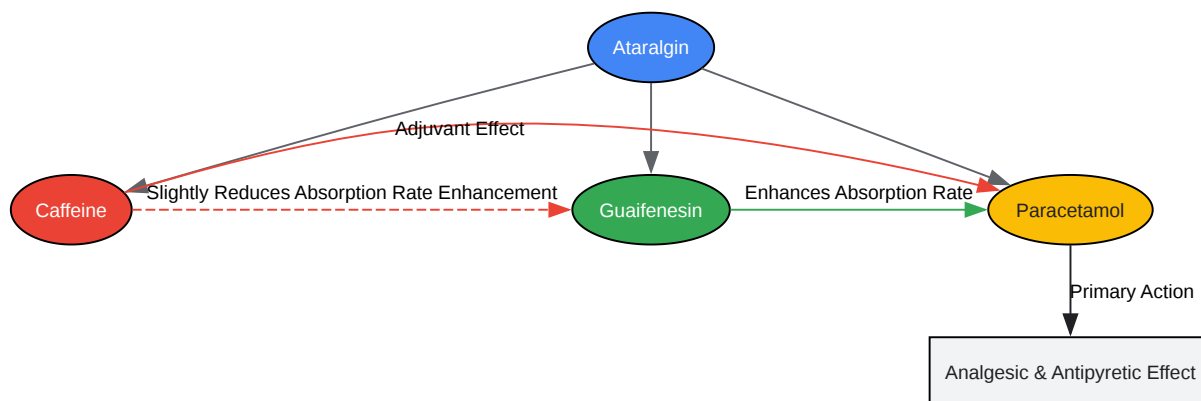 Ataralgin
Adjuvant Effect
Caffeine
Slightly Reduces Absorption Rate Enhancement
Guaifenesin
Enhances Absorption Rate
Paracetamol
Primary Action
Analgesic & Antipyretic Effect